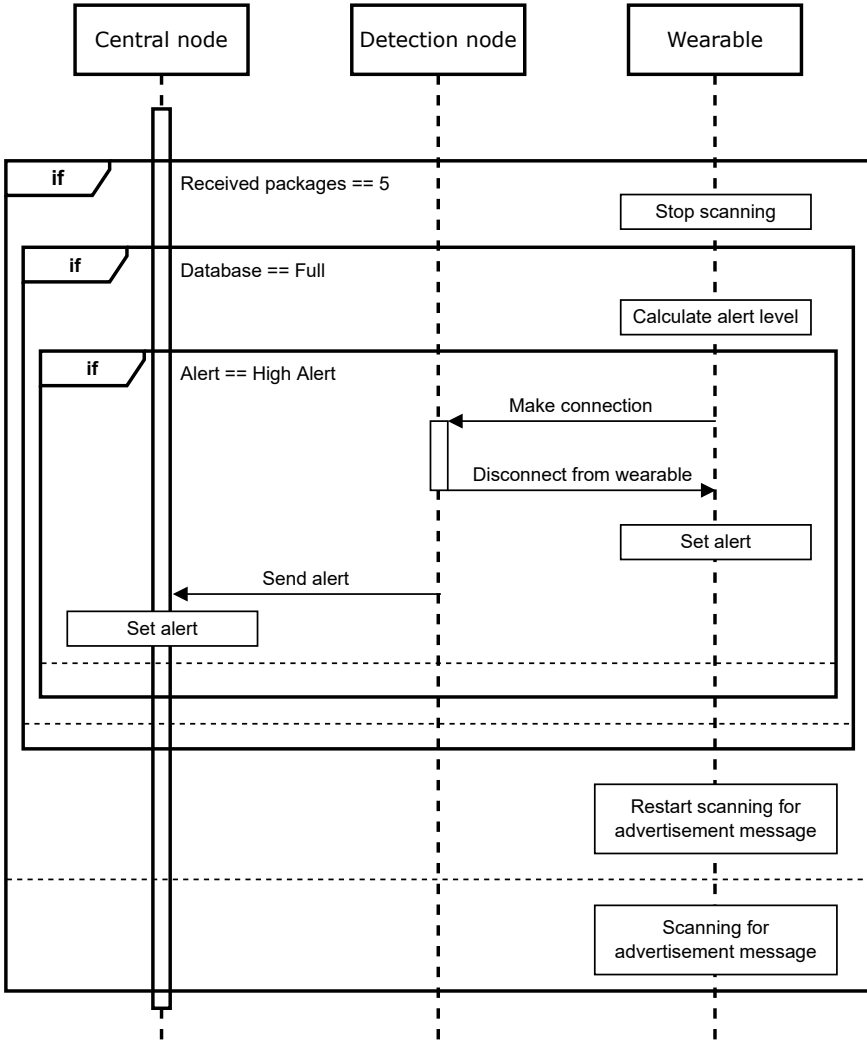 Central node
Detection node
Wearable
if
Received packages == 5
Stop scanning
if
Database == Full
Calculate alert level
if
Alert == High Alert
Make connection
Disconnect from wearable
Set alert
Send alert
Set alert
Restart scanning for
advertisement message
Scanning for
advertisement message